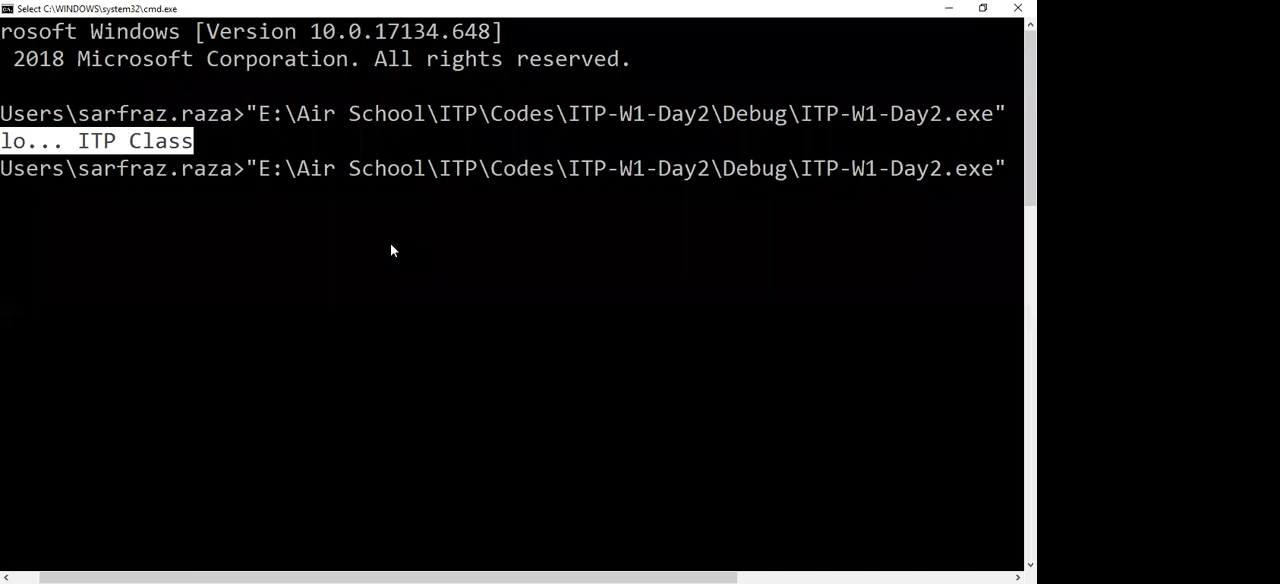 Select C:\WINDOWS\system32\cmd.exe
rosoft Windows [Version 10.0.17134.648]
2018 Microsoft Corporation. All rights reserved.
Users\sarfraz.raza>"E:\Air School\ITP\Codes\ITP-W1-Day2\Debug\ITP-W1-Day2.exe"
lo... ITP Class
Users\sarfraz.raza>"E:\Air School\ITP\Codes\ITP-W1-Day2\Debug\ITP-W1-Day2.exe"